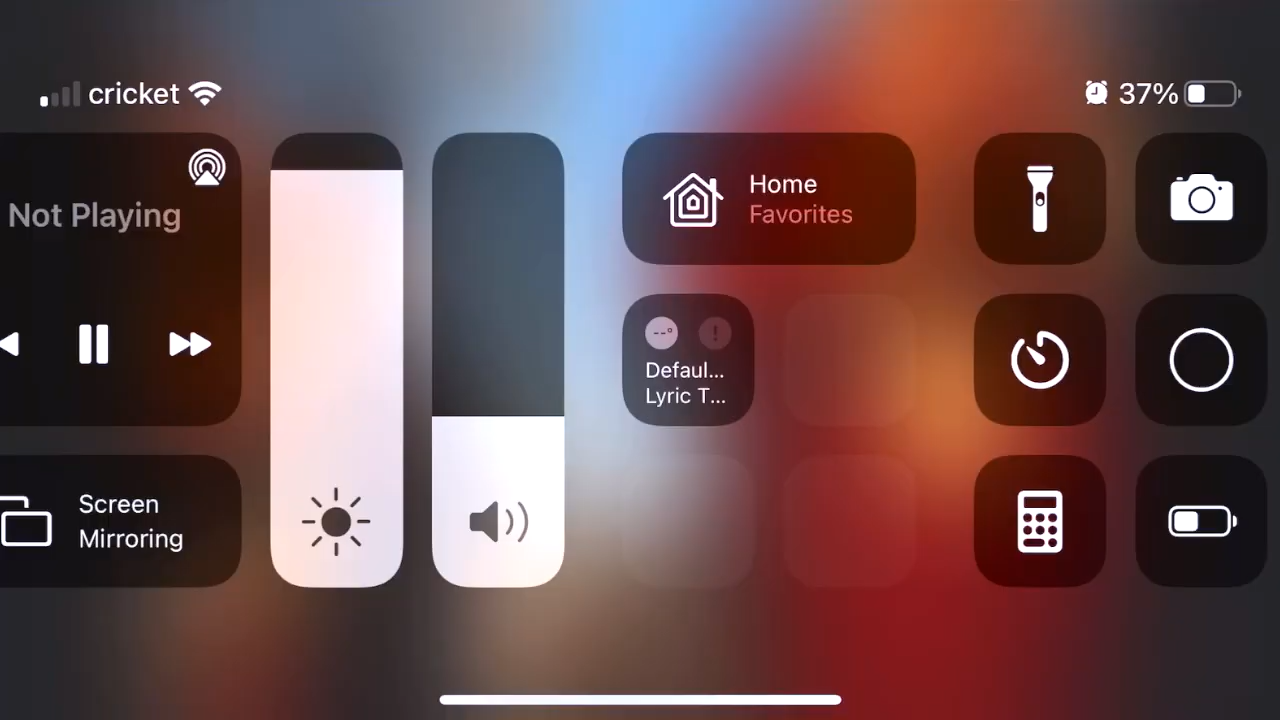 cricket
37%
Not Playing
Home
Favorites
--°
!
Defaul...
Lyric T...
Screen
Mirroring